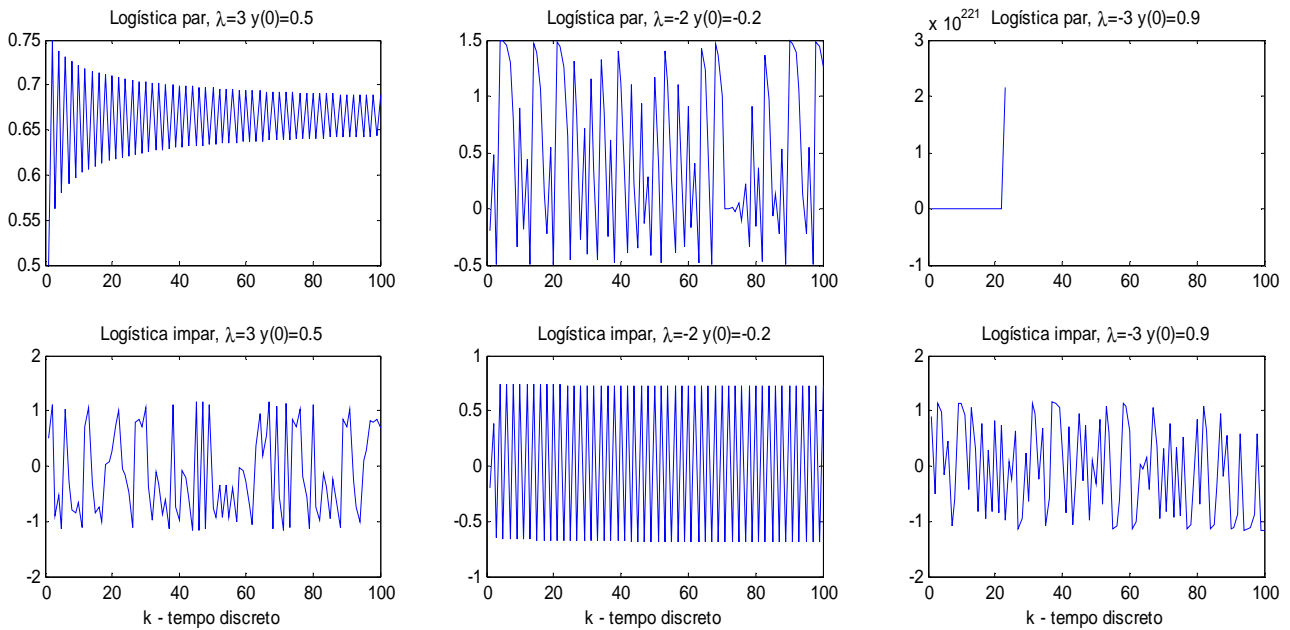 Logística par, λ=3 y(0)=0.5
0.75
0.7
0.65
0.6
0.55
0.5
0 20 40 60 80 100
Logística par, λ=-2 y(0)=-0.2
1.5
1
0.5
0
-0.5
0 20 40 60 80 100
Logística par, λ=-3 y(0)=0.9
x 10^221
3
2
1
0
-1
0 20 40 60 80 100
Logística impar, λ=3 y(0)=0.5
2
1
0
-1
-2
0 20 40 60 80 100
k - tempo discreto
Logística impar, λ=-2 y(0)=-0.2
1
0.5
0
-0.5
-1
0 20 40 60 80 100
k - tempo discreto
Logística impar, λ=-3 y(0)=0.9
2
1
0
-1
-2
0 20 40 60 80 100
k - tempo discreto